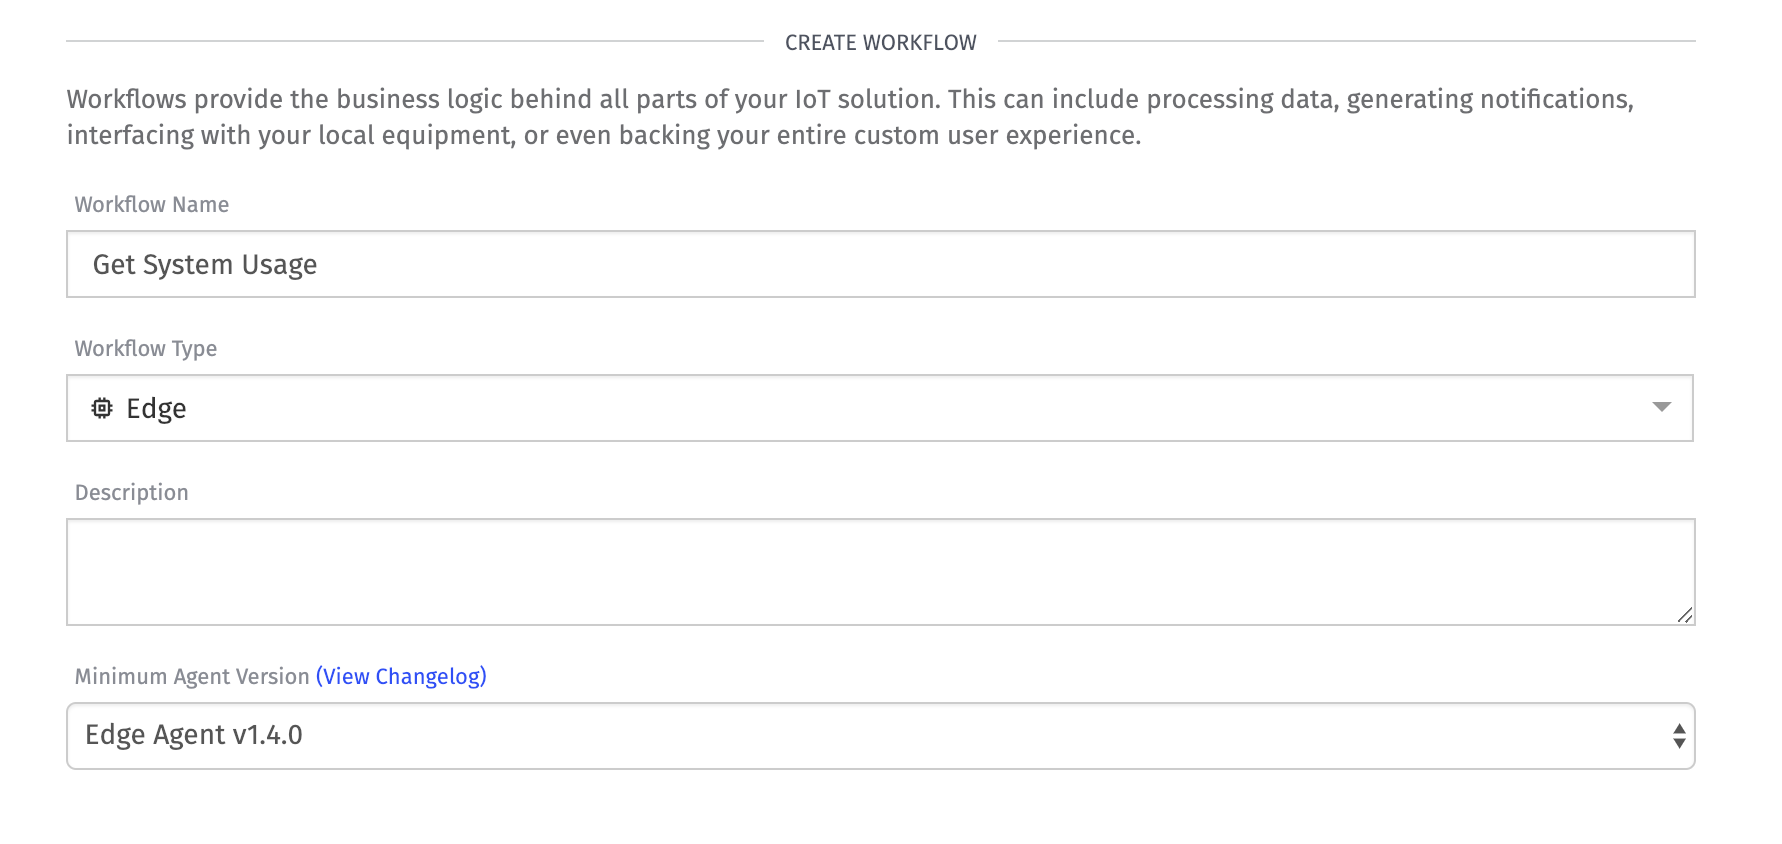 CREATE WORKFLOW
Workflows provide the business logic behind all parts of your IoT solution. This can include processing data, generating notifications,
interfacing with your local equipment, or even backing your entire custom user experience.
Workflow Name
Get System Usage
Workflow Type
Edge
Description
Minimum Agent Version (View Changelog)
Edge Agent v1.4.0